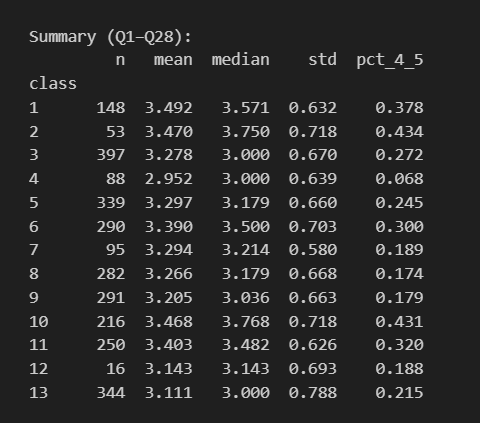 Summary (Q1–Q28):
n mean median std pct_4_5
class
1 148 3.492 3.571 0.632 0.378
2 53 3.470 3.750 0.718 0.434
3 397 3.278 3.000 0.670 0.272
4 88 2.952 3.000 0.639 0.068
5 339 3.297 3.179 0.660 0.245
6 290 3.390 3.500 0.703 0.300
7 95 3.294 3.214 0.580 0.189
8 282 3.266 3.179 0.668 0.174
9 291 3.205 3.036 0.663 0.179
10 216 3.468 3.768 0.718 0.431
11 250 3.403 3.482 0.626 0.320
12 16 3.143 3.143 0.693 0.188
13 344 3.111 3.000 0.788 0.215